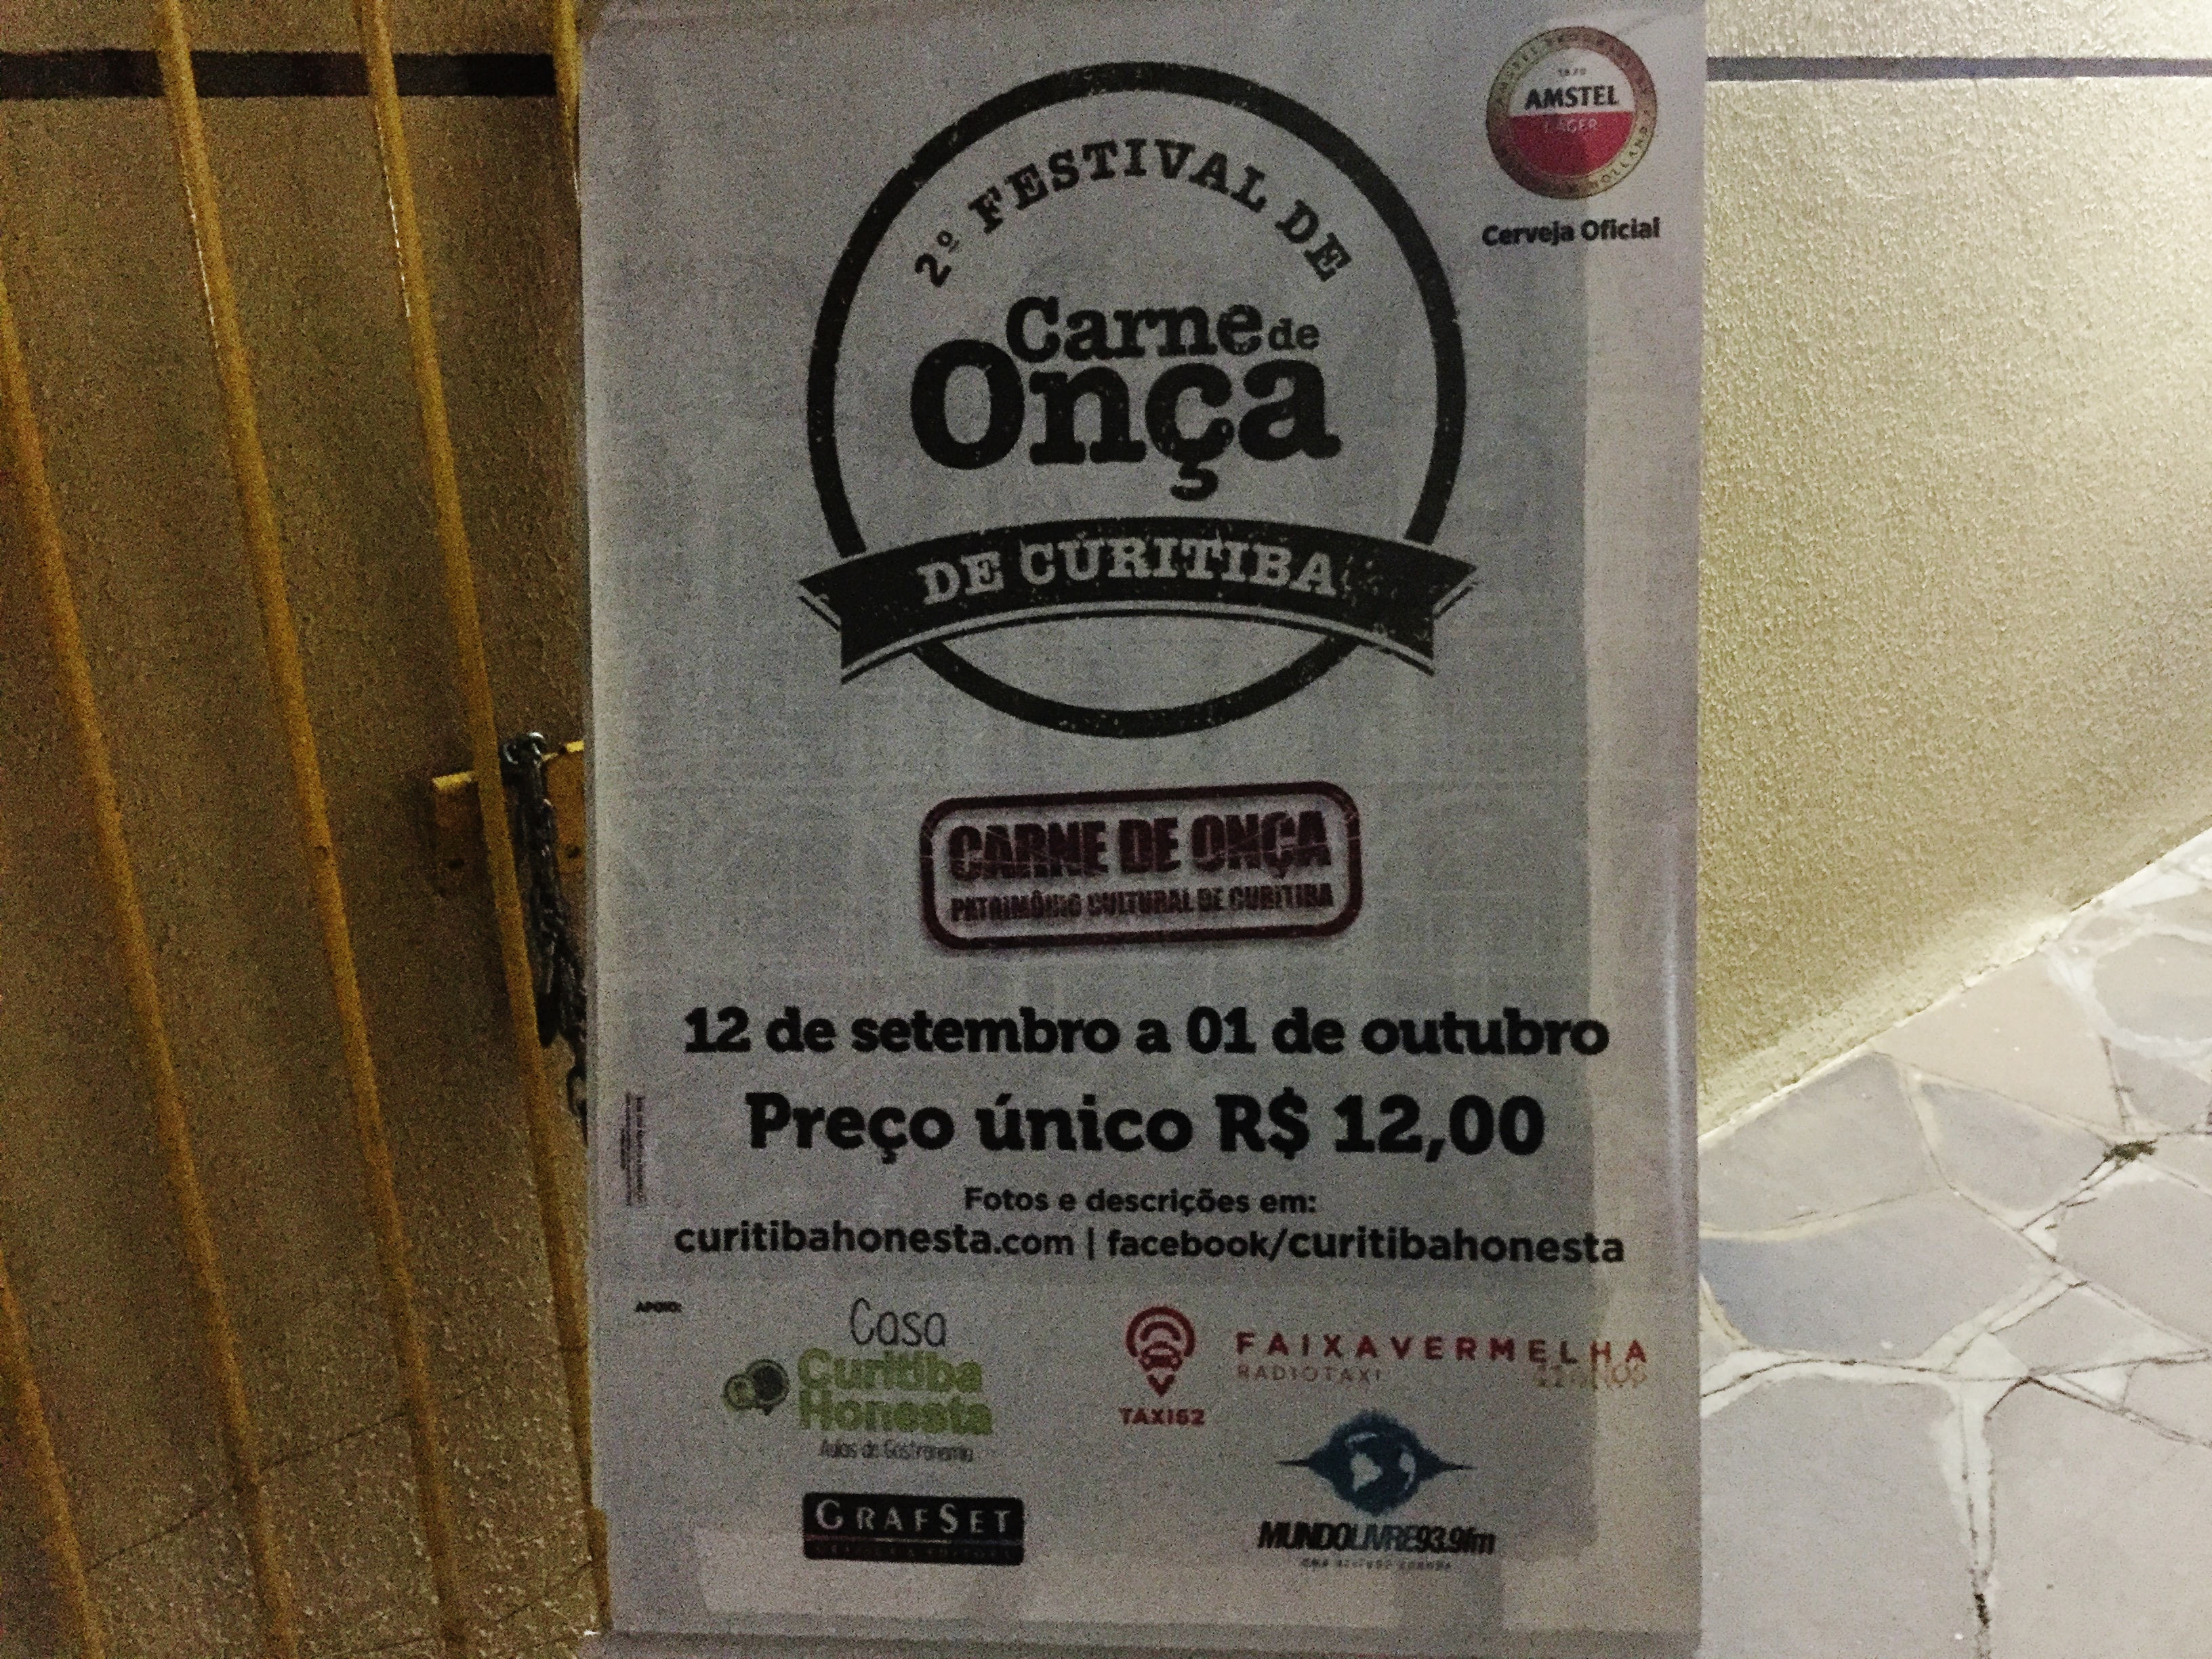 AMSTEL
LAGER
Cerveja Oficial
2º FESTIVAL DE
Carne de
Onça
DE CURITIBA
CARNE DE ONÇA
PATRIMÔNIO CULTURAL DE CURITIBA
12 de setembro a 01 de outubro
Preço único R$ 12,00
Fotos e descrições em:
curitibahonesta.com | facebook/curitibahonesta
APOIO:
Casa
Curitiba
Honesta
Aulas de Gastronomia
TAXI62
FAIXAVERMELHA
RADIOTAXI
GRAFSET
MUNDOLIVRE93.9fm